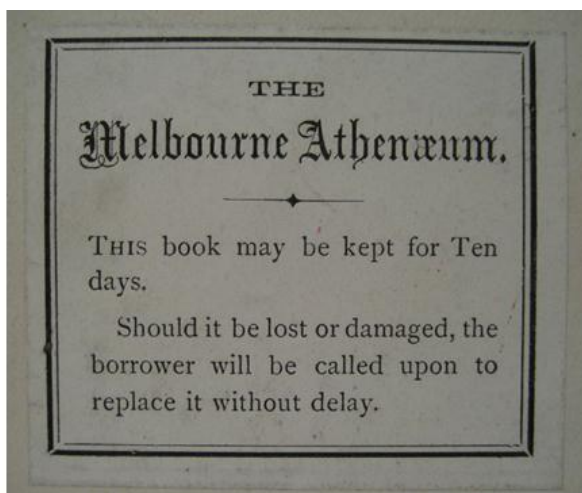 THE
Melbourne Athenæum.
THIS book may be kept for Ten
days.
Should it be lost or damaged, the
borrower will be called upon to
replace it without delay.